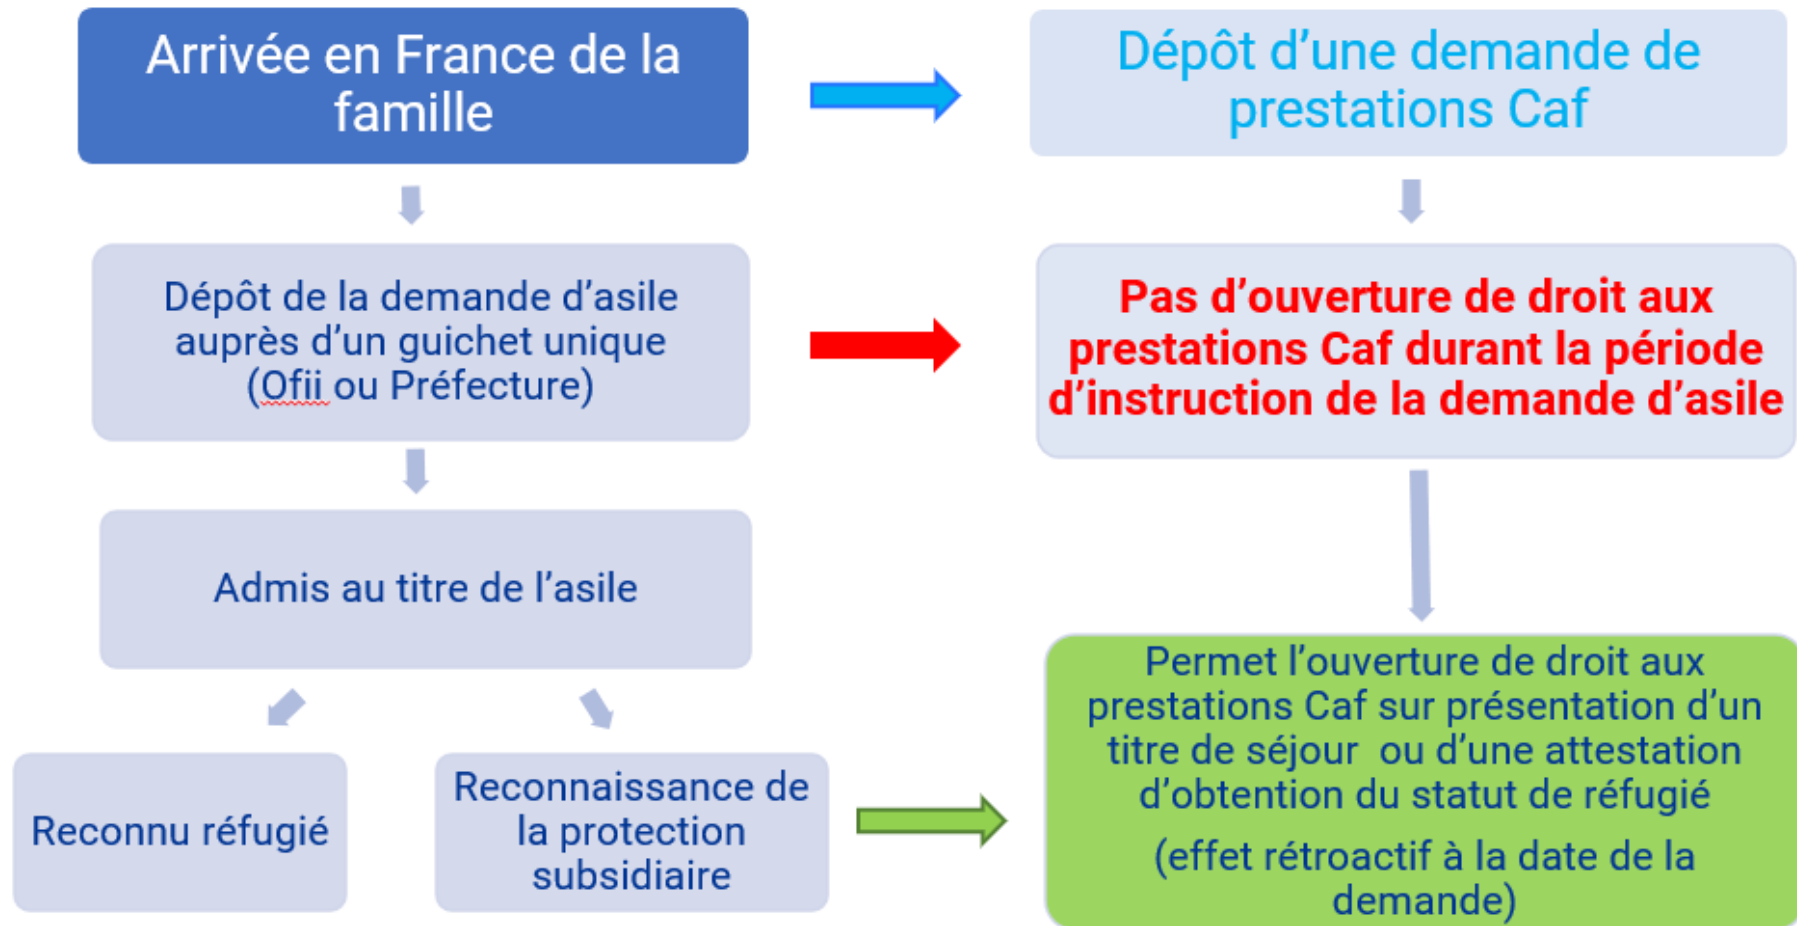 Arrivée en France de la
famille
Dépôt d’une demande de
prestations Caf
Dépôt de la demande d’asile
auprès d’un guichet unique
(Ofii ou Préfecture)
Pas d’ouverture de droit aux
prestations Caf durant la période
d’instruction de la demande d’asile
Admis au titre de l’asile
Reconnu réfugié
Reconnaissance de
la protection
subsidiaire
Permet l’ouverture de droit aux
prestations Caf sur présentation d’un
titre de séjour ou d’une attestation
d’obtention du statut de réfugié
(effet rétroactif à la date de la
demande)